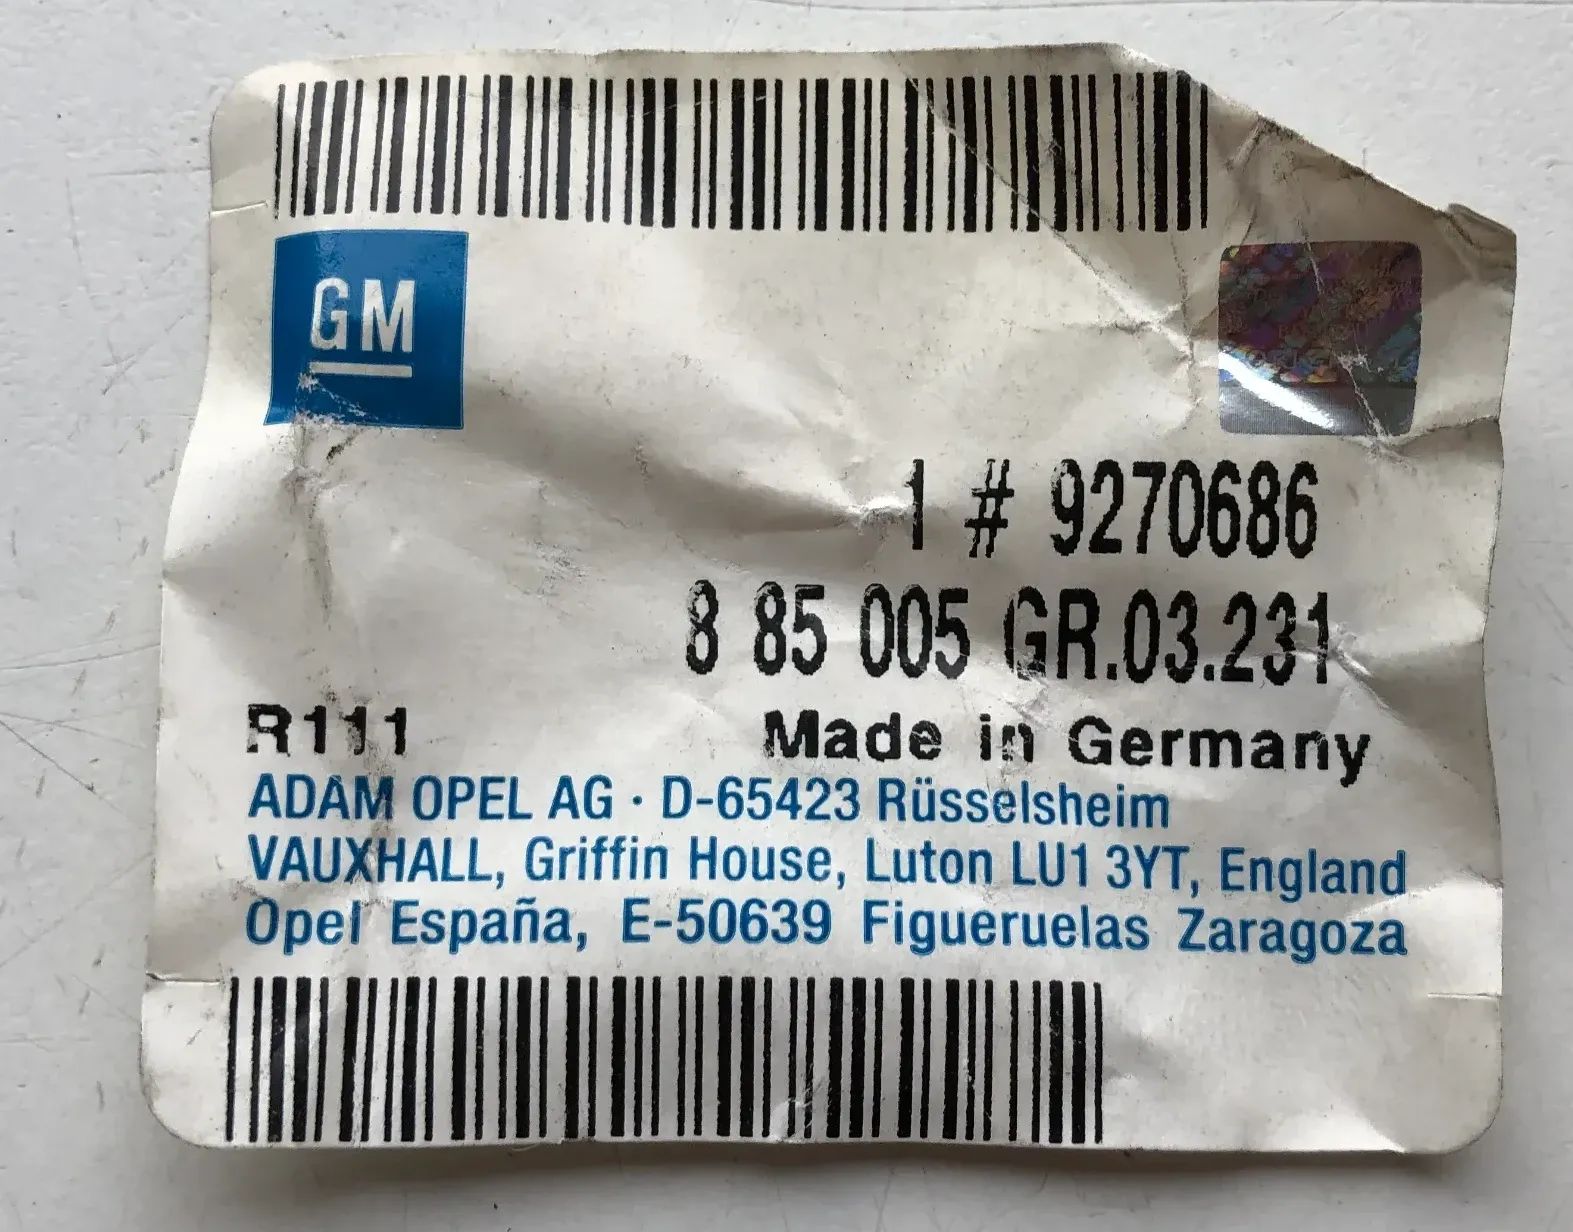 GM
1 # 9270686
8 85 005 GR.03.231
R111 Made in Germany
ADAM OPEL AG · D-65423 Rüsselsheim
VAUXHALL, Griffin House, Luton LU1 3YT, England
Opel España, E-50639 Figueruelas Zaragoza